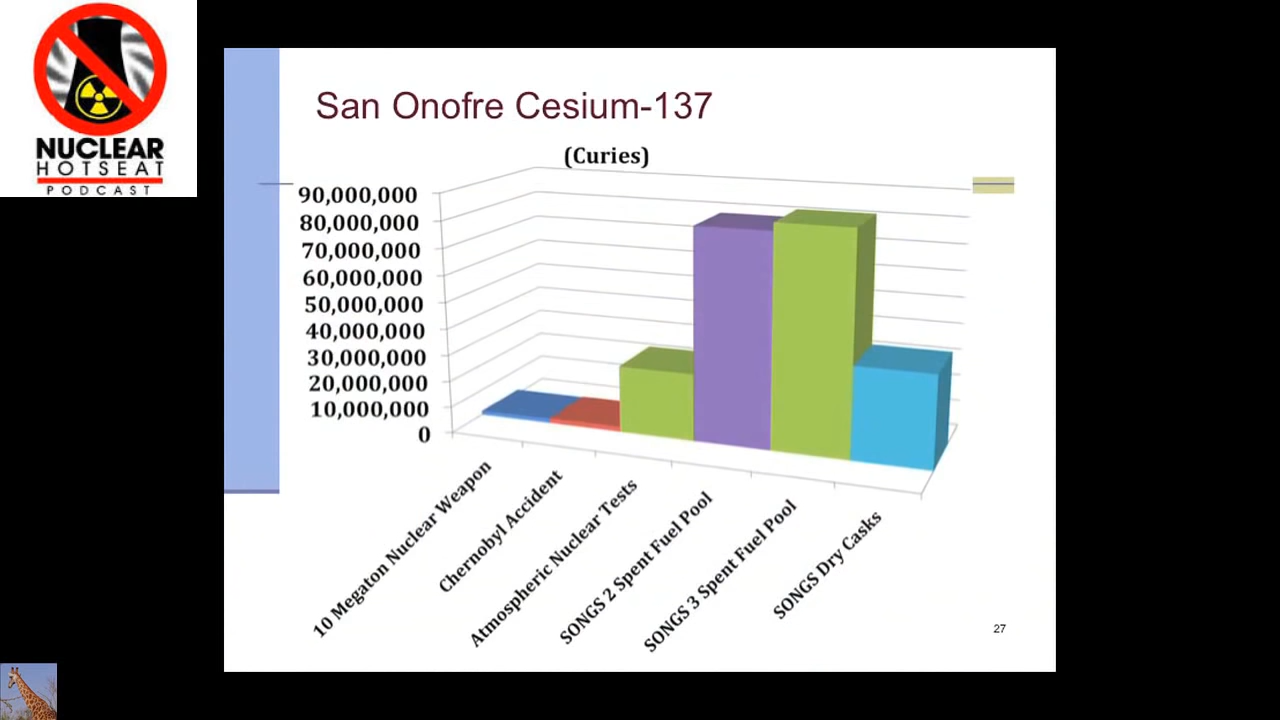 NUCLEAR
HOTSEAT
PODCAST
San Onofre Cesium-137
(Curies)
90,000,000
80,000,000
70,000,000
60,000,000
50,000,000
40,000,000
30,000,000
20,000,000
10,000,000
0
10 Megaton Nuclear Weapon
Chernobyl Accident
Atmospheric Nuclear Tests
SONGS 2 Spent Fuel Pool
SONGS 3 Spent Fuel Pool
SONGS Dry Casks
27